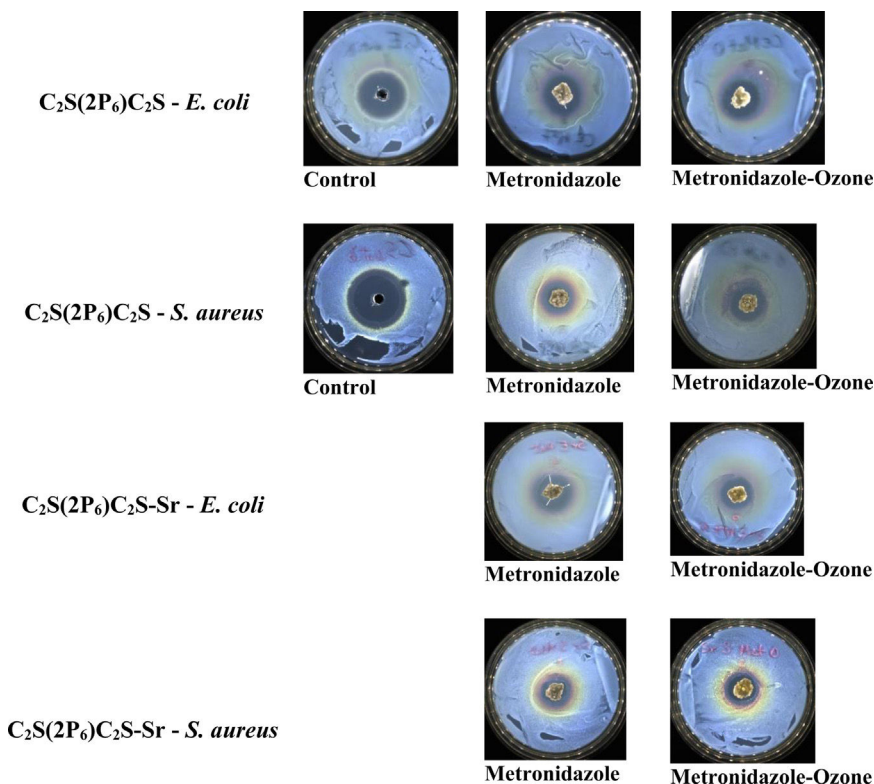 C₂S(2P₆)C₂S - E. coli
Control
Metronidazole
Metronidazole-Ozone
C₂S(2P₆)C₂S - S. aureus
Control
Metronidazole
Metronidazole-Ozone
C₂S(2P₆)C₂S-Sr - E. coli
Metronidazole
Metronidazole-Ozone
C₂S(2P₆)C₂S-Sr - S. aureus
Metronidazole
Metronidazole-Ozone